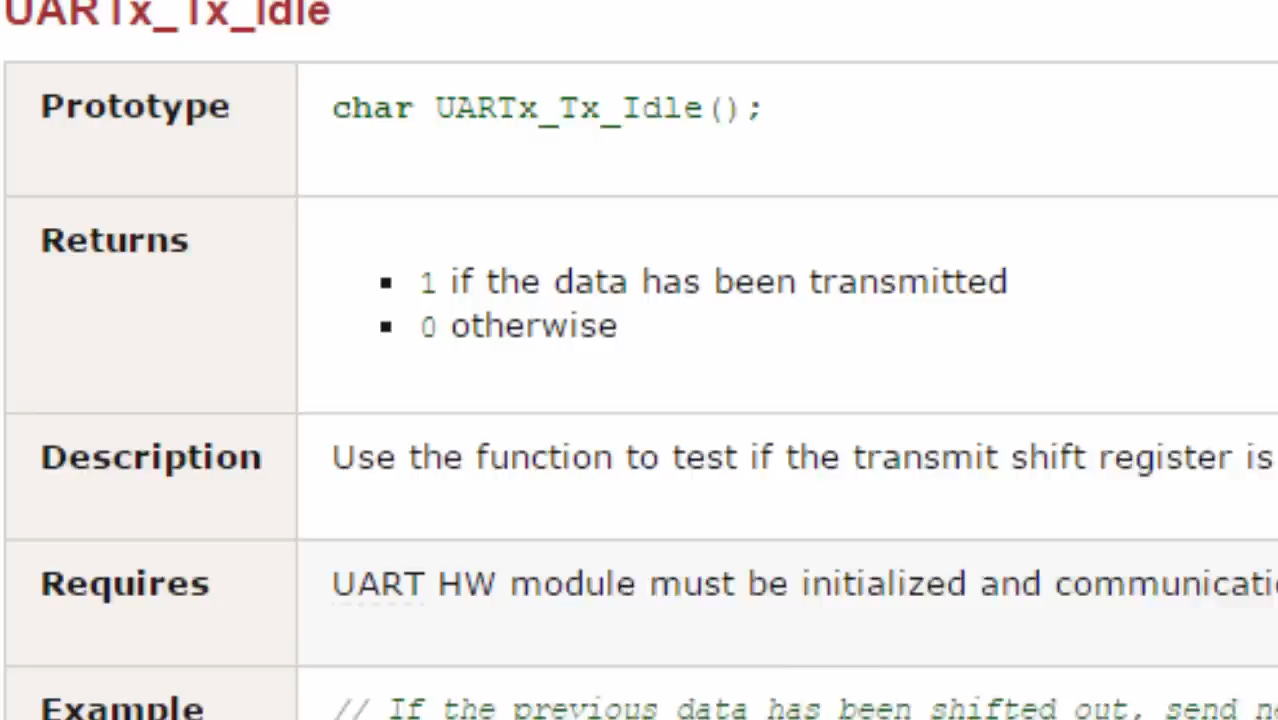 UARTx_Tx_Idle
Prototype
char UARTx_Tx_Idle();
Returns
1 if the data has been transmitted
0 otherwise
Description
Use the function to test if the transmit shift register is
Requires
UART HW module must be initialized and
Example
// If the previous data has been shifted out, send